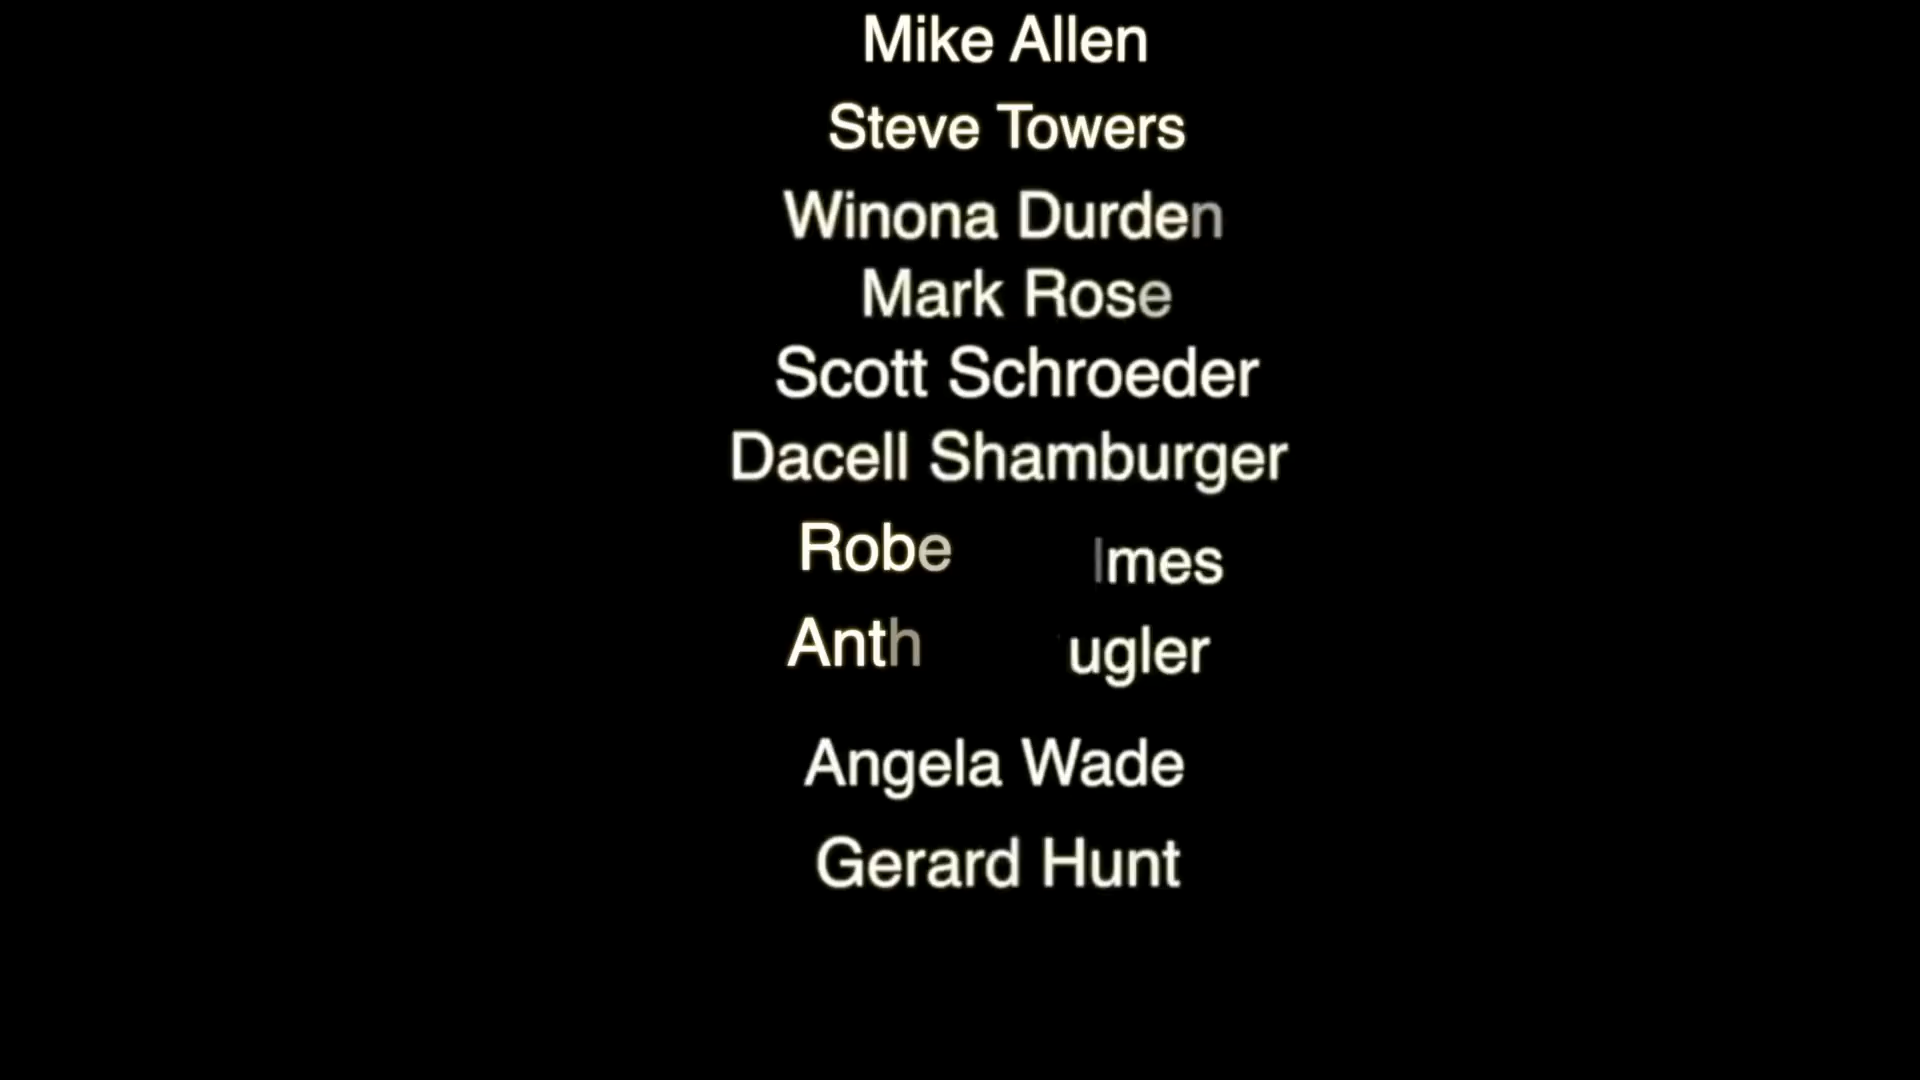 Mike Allen
Steve Towers
Winona Durden
Mark Rose
Scott Schroeder
Dacell Shamburger
Robe lmes
Anth ugler
Angela Wade
Gerard Hunt